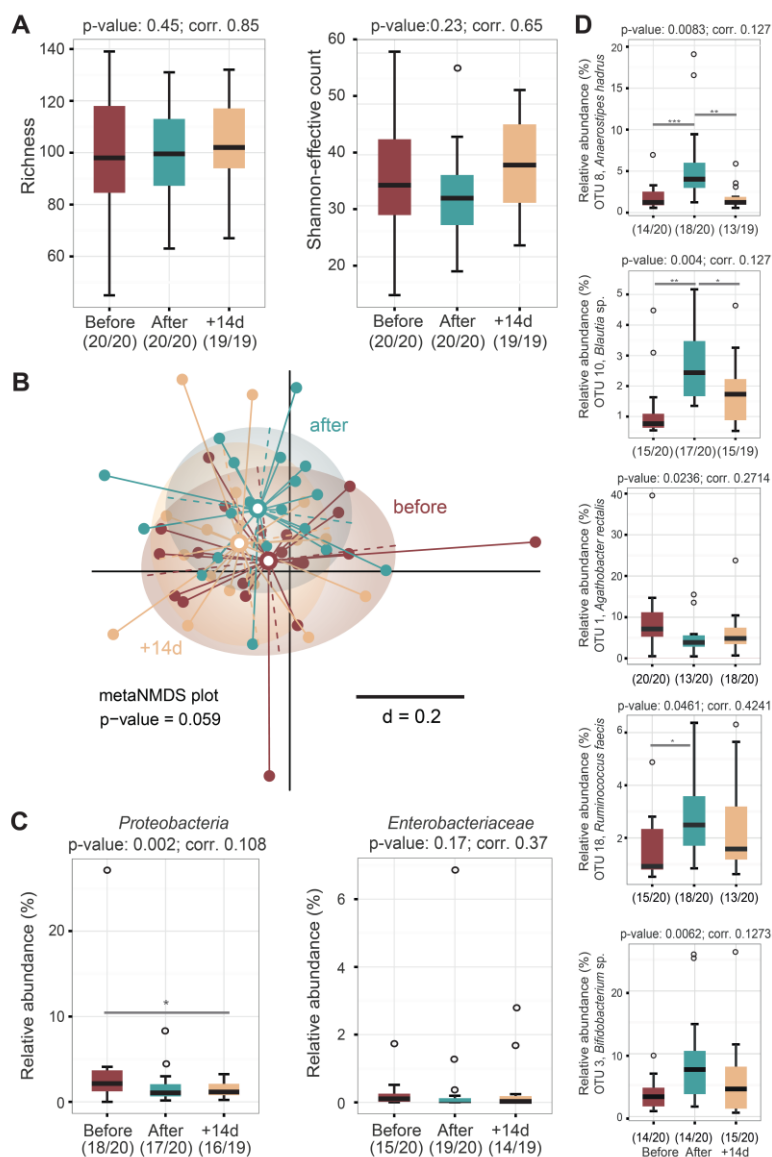 A
p-value: 0.45; corr. 0.85
Richness
140
120
100
80
60
Before
(20/20)
After
(20/20)
+14d
(19/19)
p-value:0.23; corr. 0.65
Shannon-effective count
60
50
40
30
20
Before
(20/20)
After
(20/20)
+14d
(19/19)
B
after
before
+14d
metaNMDS plot
p−value = 0.059
d = 0.2
C
Proteobacteria
p-value: 0.002; corr. 0.108
Relative abundance (%)
20
10
0
*
Before
(18/20)
After
(17/20)
+14d
(16/19)
Enterobacteriaceae
p-value: 0.17; corr. 0.37
Relative abundance (%)
6
4
2
0
Before
(15/20)
After
(19/20)
+14d
(14/19)
D
p-value: 0.0083; corr. 0.127
Relative abundance (%)
OTU 8, Anaerostipes hadrus
20
15
10
5
0
***
**
(14/20)
(18/20)
(13/19)
p-value: 0.004; corr. 0.127
Relative abundance (%)
OTU 10, Blautia sp.
5
4
3
2
1
**
*
(15/20)
(17/20)
(15/19)
p-value: 0.0236; corr. 0.2714
Relative abundance (%)
OTU 1, Agathobacter rectalis
40
30
20
10
0
(20/20)
(13/20)
(18/20)
p-value: 0.0461; corr. 0.4241
Relative abundance (%)
OTU 18, Ruminococcus faecis
6
4
2
*
(15/20)
(18/20)
(13/20)
p-value: 0.0062; corr. 0.1273
Relative abundance (%)
OTU 3, Bifidobacterium sp.
20
10
0
(14/20)
(14/20)
(15/20)
Before
After
+14d